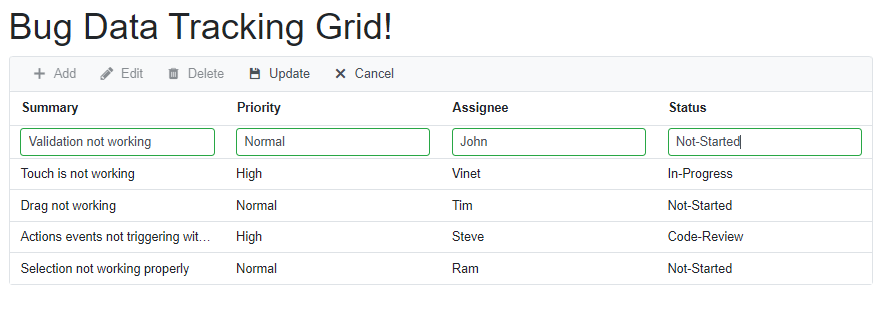 Bug Data Tracking Grid!
Add Edit Delete Update Cancel
Summary Priority Assignee Status
Validation not working Normal John Not-Started
Touch is not working High Vinet In-Progress
Drag not working Normal Tim Not-Started
Actions events not triggering wit... High Steve Code-Review
Selection not working properly Normal Ram Not-Started